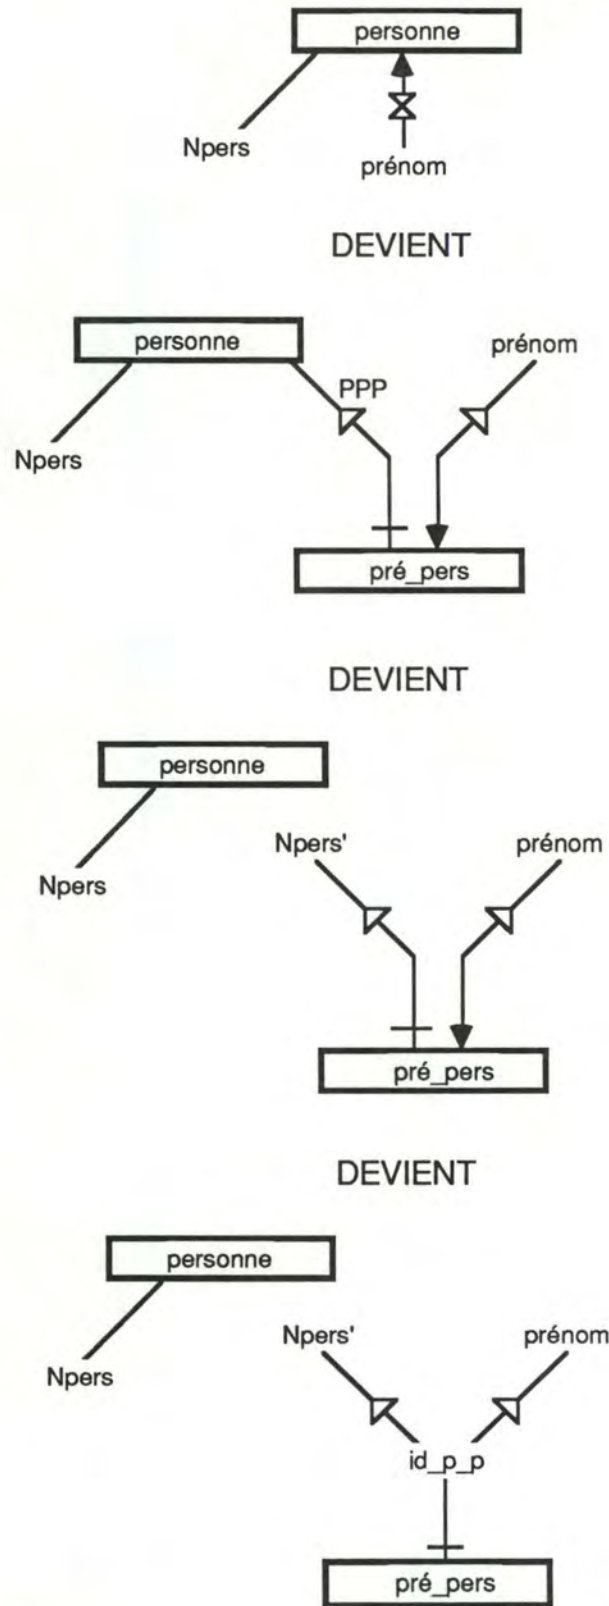 personne
Npers
prénom
DEVIENT
personne
prénom
PPP
Npers
pré_pers
DEVIENT
personne
Npers'
prénom
Npers
pré_pers
DEVIENT
personne
Npers'
prénom
Npers
id_p_p
pré_pers